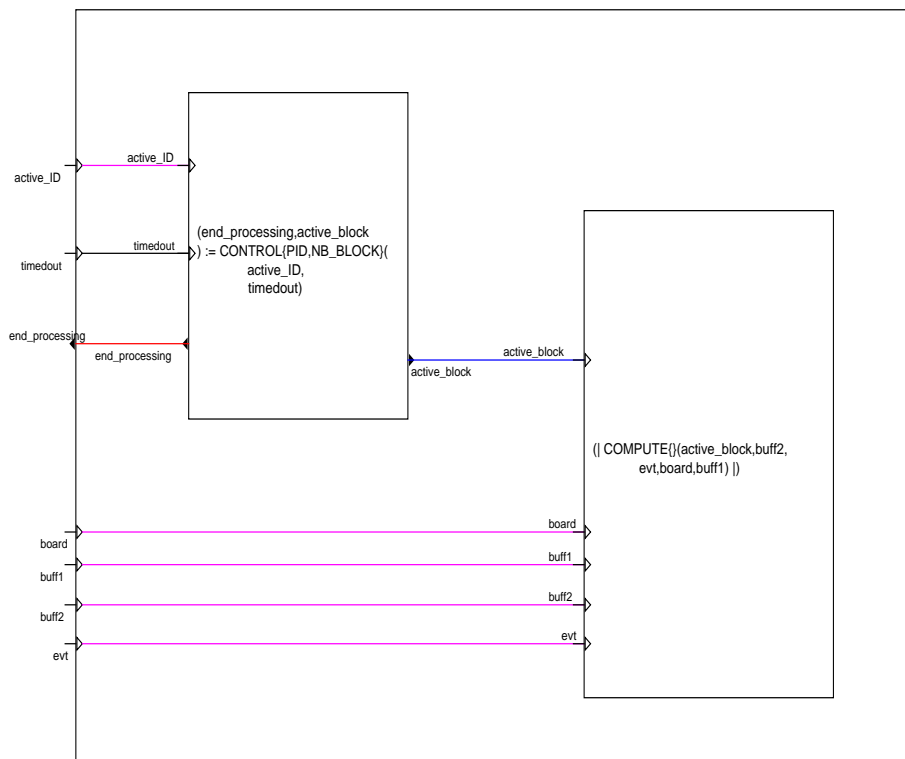 active_ID
active_ID
timedout
timedout
(end_processing,active_block
) := CONTROL{PID,NB_BLOCK}(
active_ID,
timedout)
end_processing
end_processing
active_block
active_block
(| COMPUTE{}(active_block,buff2,
evt,board,buff1) |)
board
board
buff1
buff1
buff2
buff2
evt
evt